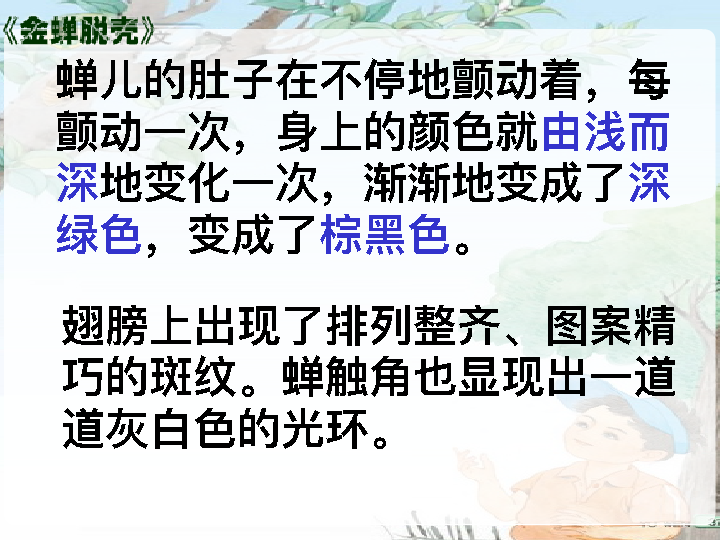 《金蝉脱壳》
蝉儿的肚子在不停地颤动着，每
颤动一次，身上的颜色就由浅而
深地变化一次，渐渐地变成了深
绿色，变成了棕黑色。
翅膀上出现了排列整齐、图案精
巧的斑纹。蝉触角也显现出一道
道灰白色的光环。